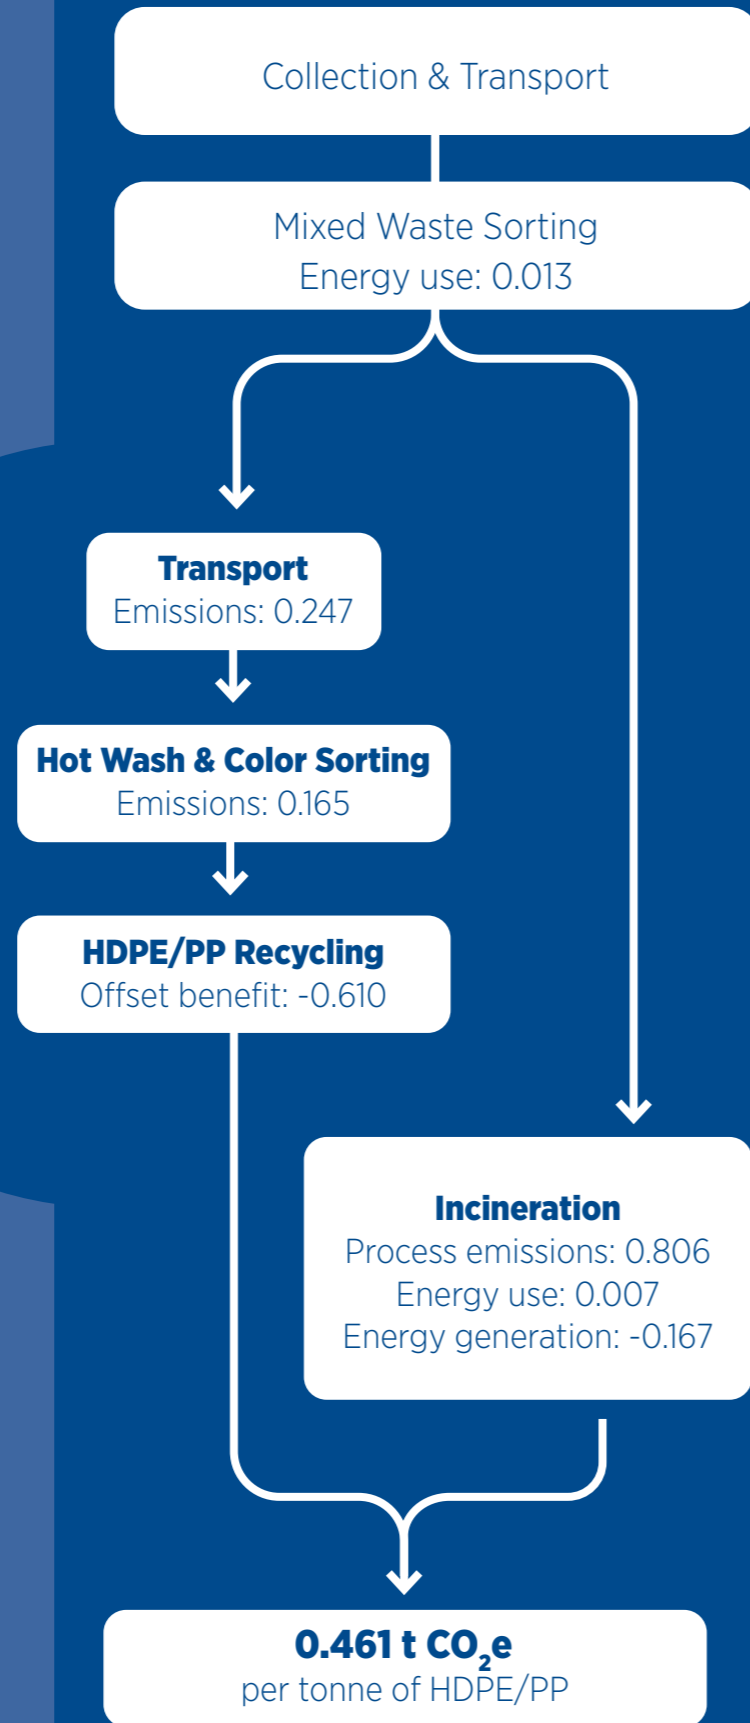 Collection & Transport
Mixed Waste Sorting
Energy use: 0.013
Transport
Emissions: 0.247
Hot Wash & Color Sorting
Emissions: 0.165
HDPE/PP Recycling
Offset benefit: -0.610
Incineration
Process emissions: 0.806
Energy use: 0.007
Energy generation: -0.167
0.461 t CO₂e
per tonne of HDPE/PP